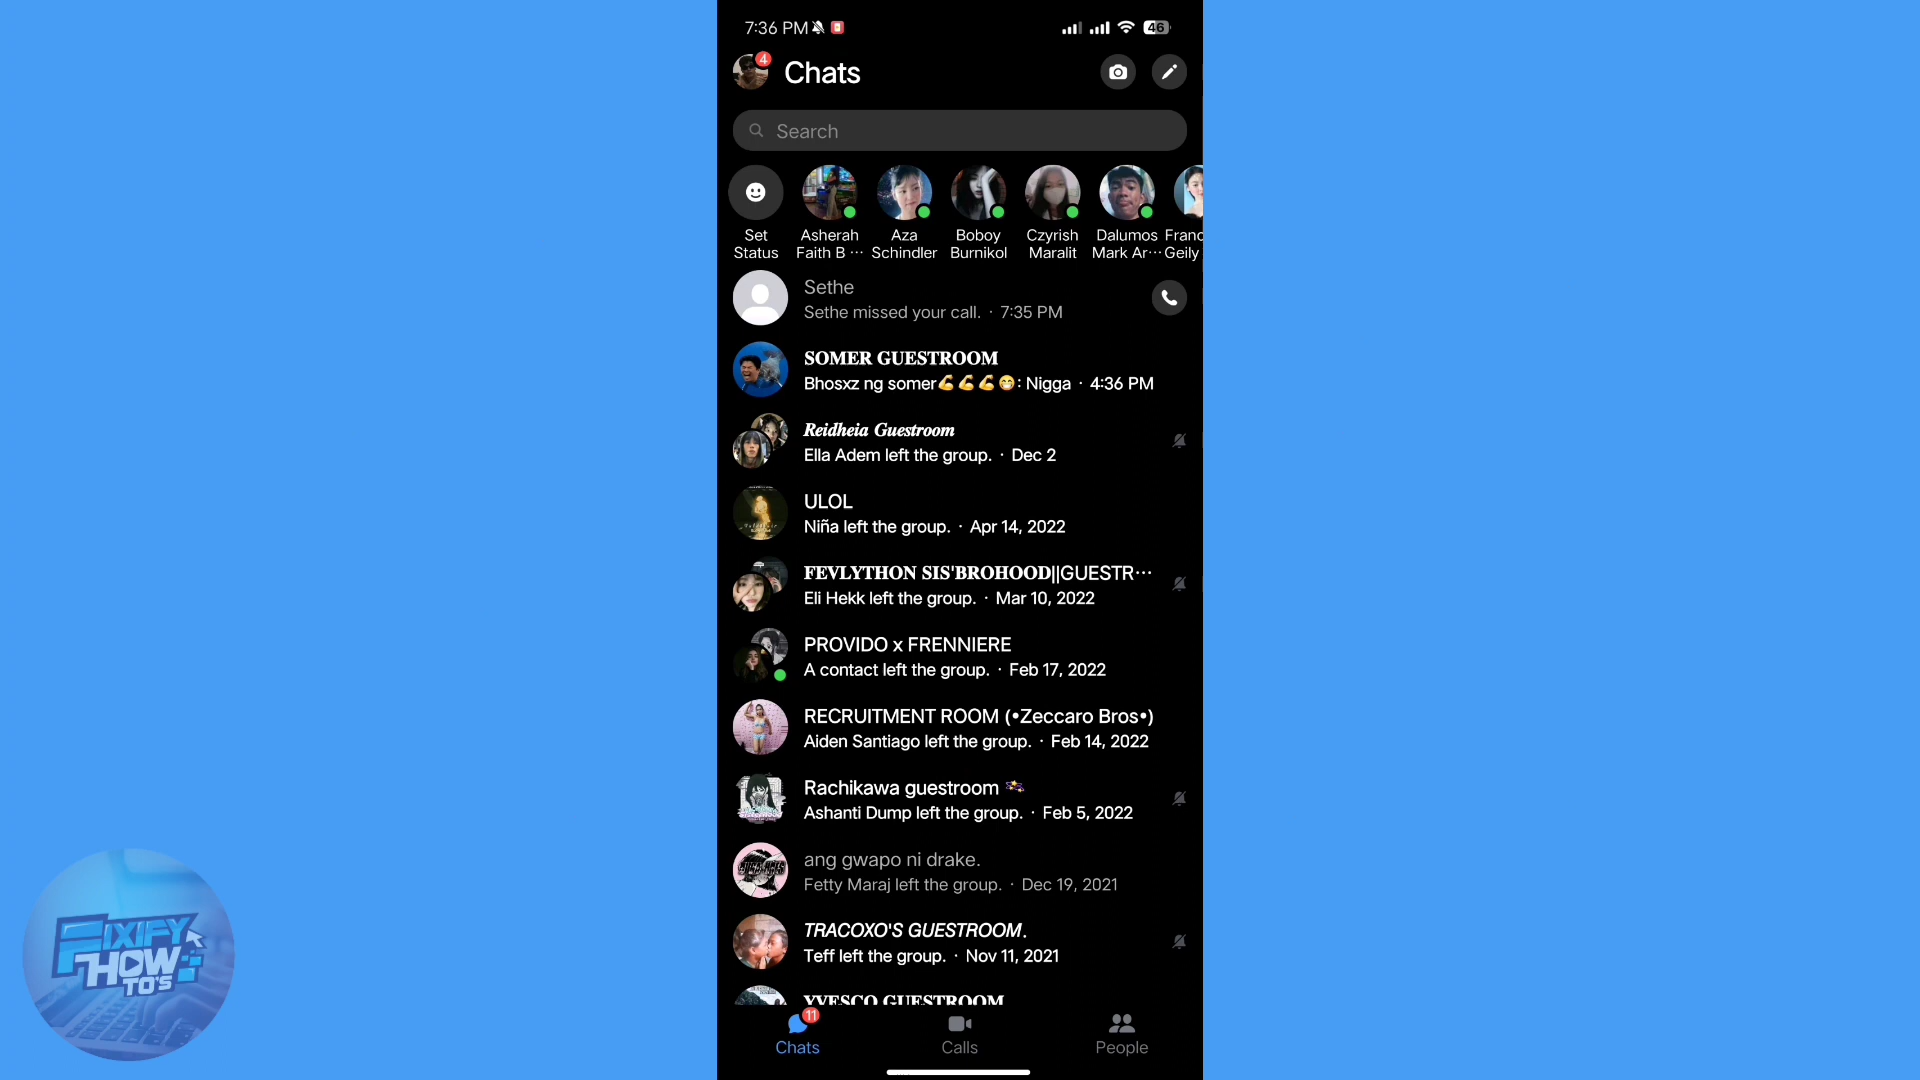 7:36 PM
46
4
Chats
Search
Set Status
Asherah Faith B ...
Aza Schindler
Boboy Burnikol
Czyrish Maralit
Dalumos Mark Ar...
Franc
Geily
Sethe
Sethe missed your call. · 7:35 PM
SOMER GUESTROOM
Bhosxz ng somer💪💪💪😁: Nigga · 4:36 PM
Reidheia Guestroom
Ella Adem left the group. · Dec 2
ULOL
Niña left the group. · Apr 14, 2022
FEVLYTHON SIS'BROHOOD||GUESTR...
Eli Hekk left the group. · Mar 10, 2022
PROVIDO x FRENNIERE
A contact left the group. · Feb 17, 2022
RECRUITMENT ROOM (•Zeccaro Bros•)
Aiden Santiago left the group. · Feb 14, 2022
Rachikawa guestroom 💫
Ashanti Dump left the group. · Feb 5, 2022
ang gwapo ni drake.
Fetty Maraj left the group. · Dec 19, 2021
TRACOXO'S GUESTROOM.
Teff left the group. · Nov 11, 2021
YVESCO GUESTROOM
11
Chats
Calls
People
FIXIFY
HOW
TO'S